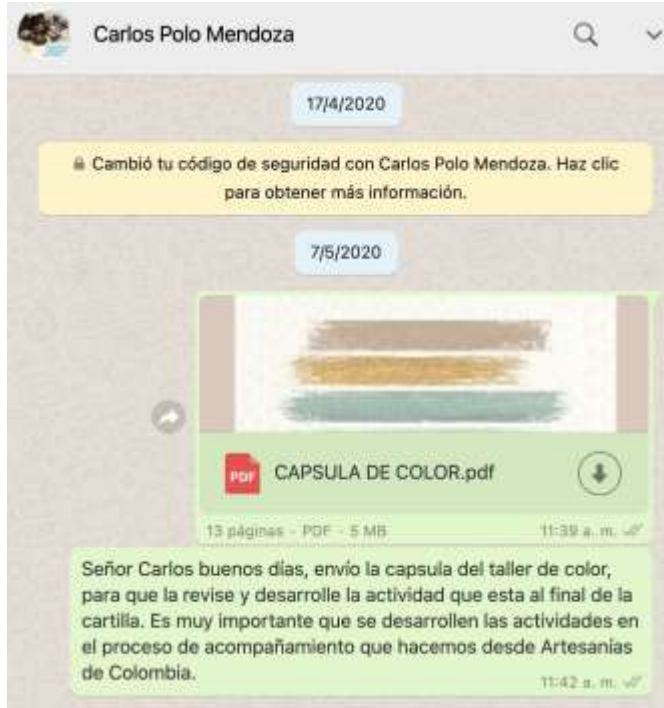 Carlos Polo Mendoza
17/4/2020
Cambió tu código de seguridad con Carlos Polo Mendoza. Haz clic
para obtener más información.
7/5/2020
PDF CAPSULA DE COLOR.pdf
13 páginas - PDF - 5 MB 11:39 a. m.
Señor Carlos buenos días, envío la capsula del taller de color,
para que la revise y desarrolle la actividad que esta al final de la
cartilla. Es muy importante que se desarrollen las actividades en
el proceso de acompañamiento que hacemos desde Artesanías
de Colombia. 11:42 a. m.